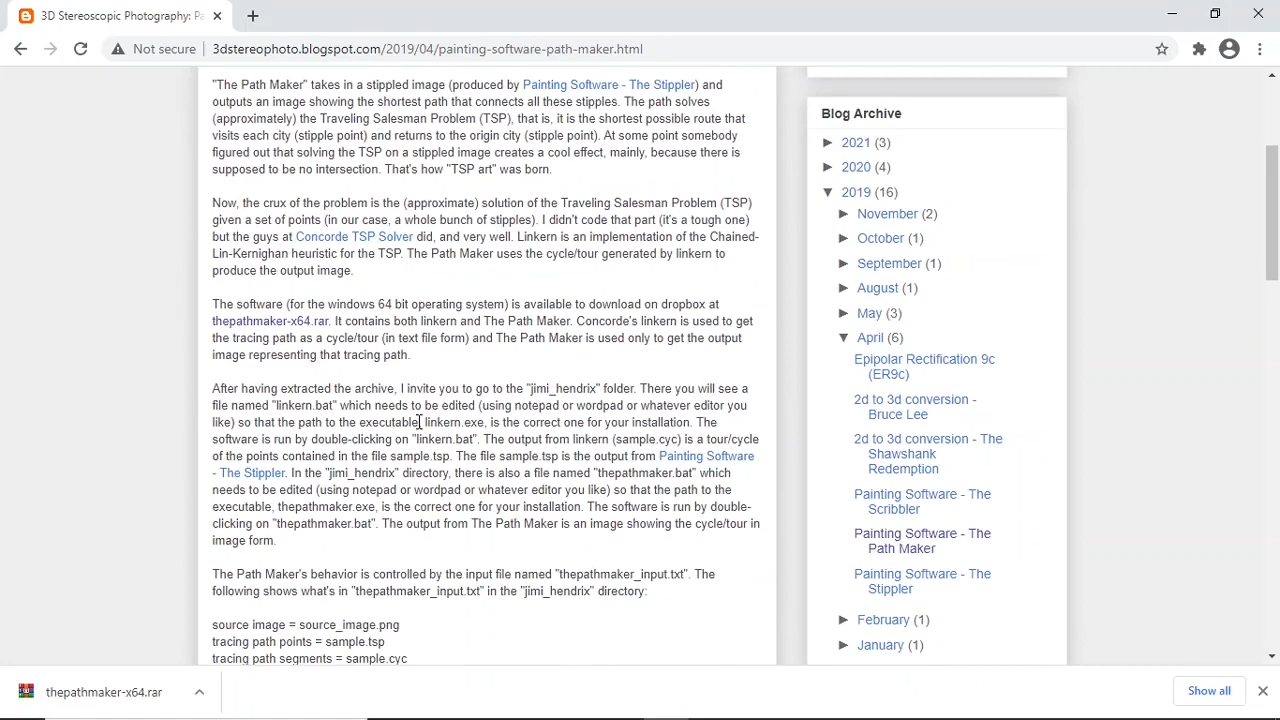 3D Stereoscopic Photography: Pa
Not secure
3dstereophoto.blogspot.com/2019/04/painting-software-path-maker.html
"The Path Maker" takes in a stippled image (produced by Painting Software - The Stippler) and
outputs an image showing the shortest path that connects all these stipples. The path solves
(approximately) the Traveling Salesman Problem (TSP), that is, it is the shortest possible route that
visits each city (stipple point) and returns to the origin city (stipple point). At some point somebody
figured out that solving the TSP on a stippled image creates a cool effect, mainly, because there is
supposed to be no intersection. That's how "TSP art" was born.
Now, the crux of the problem is the (approximate) solution of the Traveling Salesman Problem (TSP)
given a set of points (in our case, a whole bunch of stipples). I didn't code that part (it's a tough one)
but the guys at Concorde TSP Solver did, and very well. Linkern is an implementation of the Chained-
Lin-Kernighan heuristic for the TSP. The Path Maker uses the cycle/tour generated by linkern to
produce the output image.
The software (for the windows 64 bit operating system) is available to download on dropbox at
thepathmaker-x64.rar. It contains both linkern and The Path Maker. Concorde's linkern is used to get
the tracing path as a cycle/tour (in text file form) and The Path Maker is used only to get the output
image representing that tracing path.
After having extracted the archive, I invite you to go to the "jimi_hendrix" folder. There you will see a
file named "linkern.bat" which needs to be edited (using notepad or wordpad or whatever editor you
like) so that the path to the executable, linkern.exe, is the correct one for your installation. The
software is run by double-clicking on "linkern.bat". The output from linkern (sample.cyc) is a tour/cycle
of the points contained in the file sample.tsp. The file sample.tsp is the output from Painting Software
- The Stippler. In the "jimi_hendrix" directory, there is also a file named "thepathmaker.bat" which
needs to be edited (using notepad or wordpad or whatever editor you like) so that the path to the
executable, thepathmaker.exe, is the correct one for your installation. The software is run by double-
clicking on "thepathmaker.bat". The output from The Path Maker is an image showing the cycle/tour in
image form.
The Path Maker's behavior is controlled by the input file named "thepathmaker_input.txt". The
following shows what's in "thepathmaker_input.txt" in the "jimi_hendrix" directory:
source image = source_image.png
tracing path points = sample.tsp
tracing path segments = sample.cyc
Blog Archive
► 2021 (3)
► 2020 (4)
▼ 2019 (16)
► November (2)
► October (1)
► September (1)
► August (1)
► May (3)
▼ April (6)
Epipolar Rectification 9c
(ER9c)
2d to 3d conversion -
Bruce Lee
2d to 3d conversion - The
Shawshank
Redemption
Painting Software - The
Scribbler
Painting Software - The
Path Maker
Painting Software - The
Stippler
► February (1)
► January (1)
thepathmaker-x64.rar
Show all